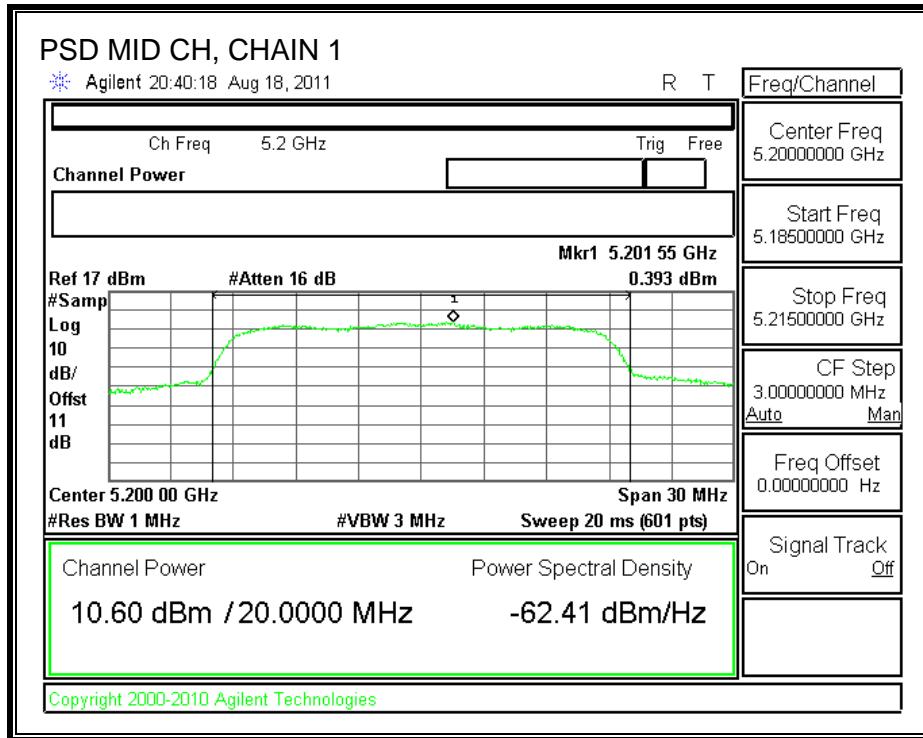 PSD MID CH, CHAIN 1
Agilent 20:40:18 Aug 18, 2011 R T
Freq/Channel
Ch Freq 5.2 GHz Trig Free
Channel Power
Center Freq
5.20000000 GHz
Start Freq
5.18500000 GHz
Mkr1 5.201 55 GHz
Ref 17 dBm #Atten 16 dB 0.393 dBm
#Samp
Log
10
dB/
Offst
11
dB
1
Stop Freq
5.21500000 GHz
CF Step
3.00000000 MHz
Auto Man
Freq Offset
0.00000000 Hz
Center 5.200 00 GHz Span 30 MHz
#Res BW 1 MHz #VBW 3 MHz Sweep 20 ms (601 pts)
Signal Track
On Off
Channel Power Power Spectral Density
10.60 dBm / 20.0000 MHz -62.41 dBm/Hz
Copyright 2000-2010 Agilent Technologies